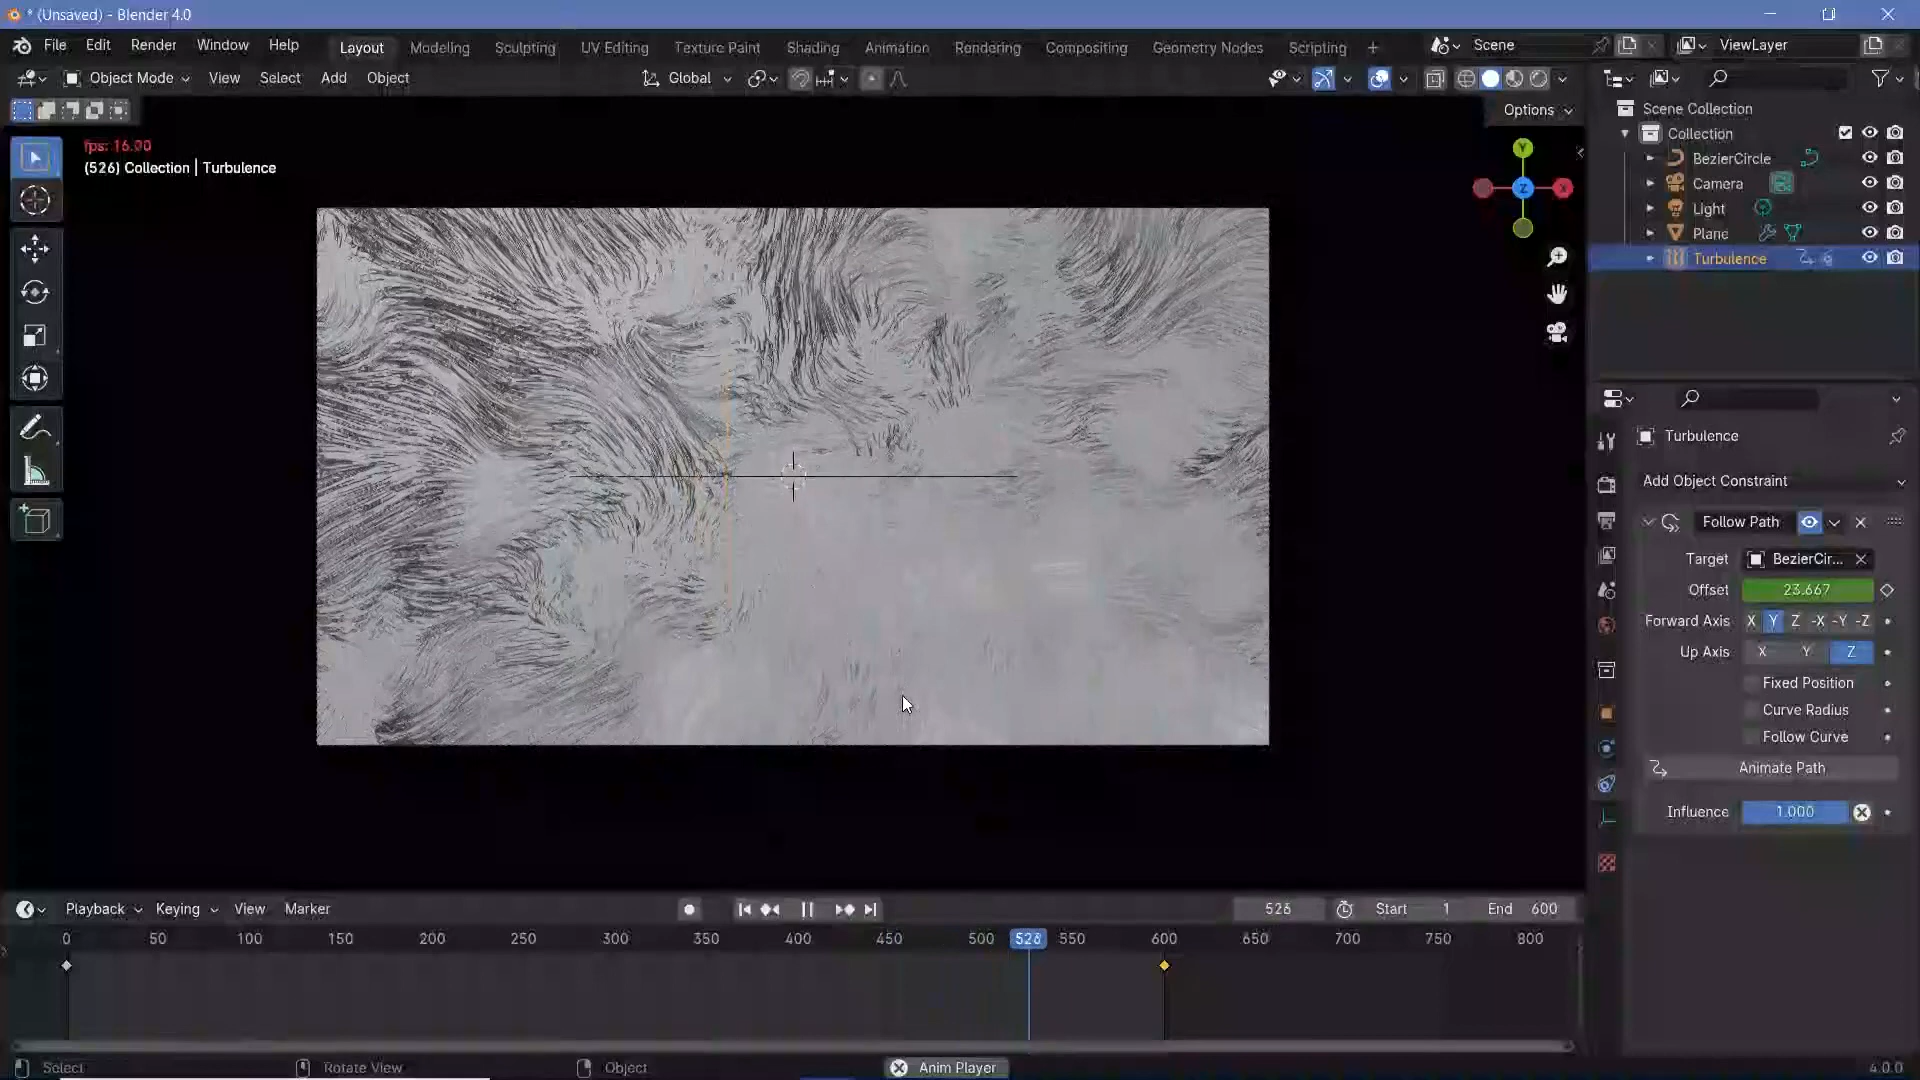 * (Unsaved) - Blender 4.0
File Edit Render Window Help Layout Modeling Sculpting UV Editing Texture Paint Shading Animation Rendering Compositing Geometry Nodes Scripting + Scene ViewLayer
Object Mode View Select Add Object Global
Options
fps: 16.00
(526) Collection | Turbulence
Y
Z X
Scene Collection
Collection
BezierCircle
Camera
Light
Plane
Turbulence
Turbulence
Add Object Constraint
Follow Path
Target BezierCir...
Offset 23.667
Forward Axis X Y Z -X -Y -Z
Up Axis X Y Z
Fixed Position
Curve Radius
Follow Curve
Animate Path
Influence 1.000
Playback Keying View Marker 526 Start 1 End 600
0 50 100 150 200 250 300 350 400 450 500 526 550 600 650 700 750 800
Select Rotate View Object Anim Player 4.0.0